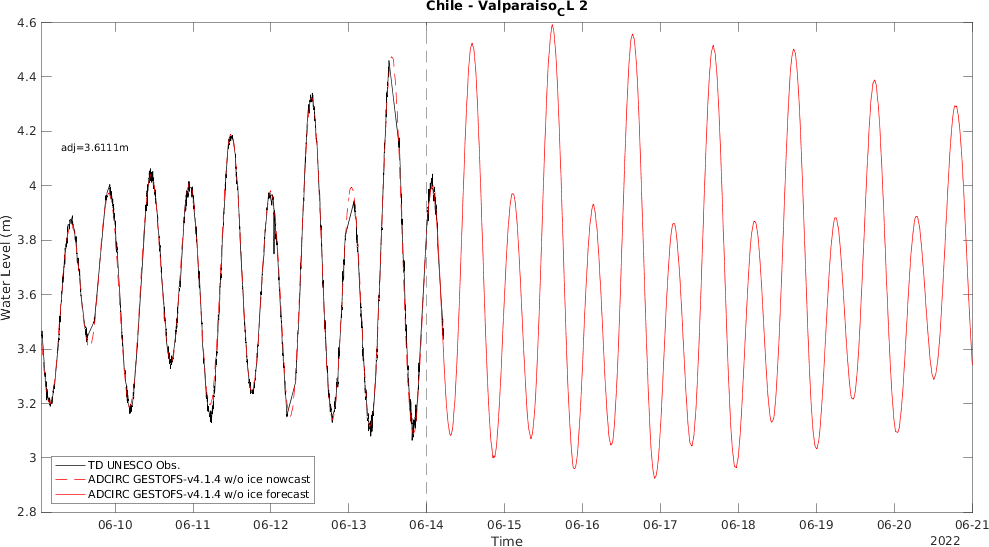 Chile - Valparaiso_CL 2
Water Level (m)
4.6
4.4
4.2
4
3.8
3.6
3.4
3.2
3
2.8
adj=3.6111m
TD UNESCO Obs.
ADCIRC GESTOFS-v4.1.4 w/o ice nowcast
ADCIRC GESTOFS-v4.1.4 w/o ice forecast
06-10 06-11 06-12 06-13 06-14 06-15 06-16 06-17 06-18 06-19 06-20 06-21
Time
2022